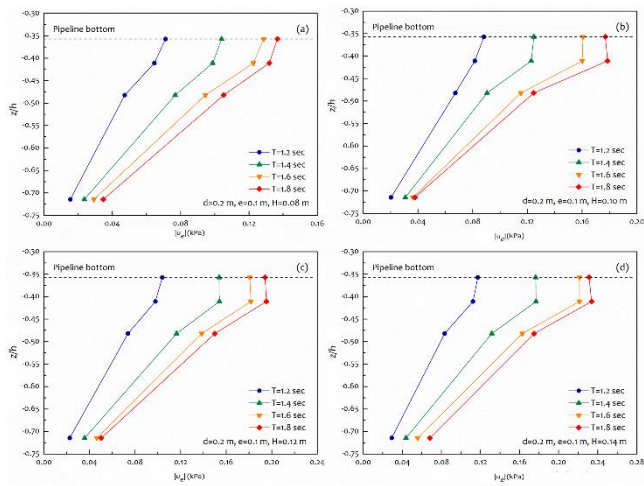 -0.30
Pipeline bottom
(a)
-0.35
-0.40
-0.45
-0.50
-0.55
-0.60
-0.65
-0.70
-0.75
z/h
T=1.2 sec
T=1.4 sec
T=1.6 sec
T=1.8 sec
d=0.2 m, e=0.1 m, H=0.08 m
0.00 0.04 0.08 0.12 0.16
|uₑ|(kPa)
-0.30
Pipeline bottom
(b)
-0.35
-0.40
-0.45
-0.50
-0.55
-0.60
-0.65
-0.70
-0.75
z/h
T=1.2 sec
T=1.4 sec
T=1.6 sec
T=1.8 sec
d=0.2 m, e=0.1 m, H=0.10 m
0.00 0.04 0.08 0.12 0.16 0.20
|uₑ|(kPa)
-0.30
Pipeline bottom
(c)
-0.35
-0.40
-0.45
-0.50
-0.55
-0.60
-0.65
-0.70
-0.75
z/h
T=1.2 sec
T=1.4 sec
T=1.6 sec
T=1.8 sec
d=0.2 m, e=0.1 m, H=0.12 m
0.00 0.04 0.08 0.12 0.16 0.20 0.24
|uₑ|(kPa)
-0.30
Pipeline bottom
(d)
-0.35
-0.40
-0.45
-0.50
-0.55
-0.60
-0.65
-0.70
-0.75
z/h
T=1.2 sec
T=1.4 sec
T=1.6 sec
T=1.8 sec
d=0.2 m, e=0.1 m, H=0.14 m
0.00 0.04 0.08 0.12 0.16 0.20 0.24
|uₑ|(kPa)